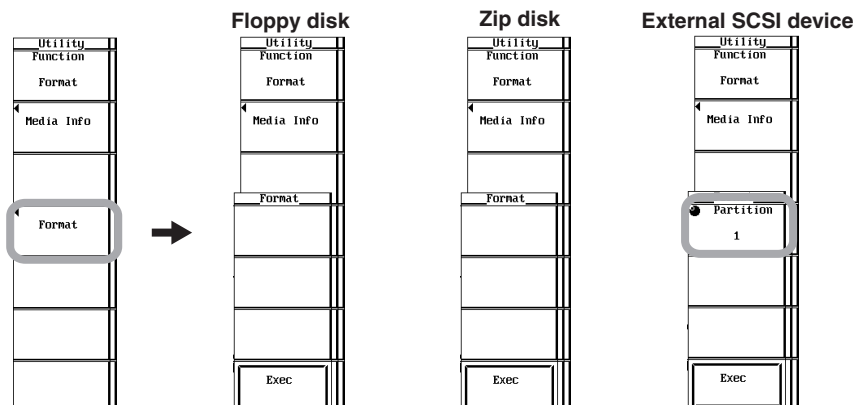 Floppy disk
Zip disk
External SCSI device
Utility
Function
Format
Media Info
Format
Utility
Function
Format
Media Info
Format
Exec
Utility
Function
Format
Media Info
Format
Exec
Utility
Function
Format
Media Info
Partition
1
Exec